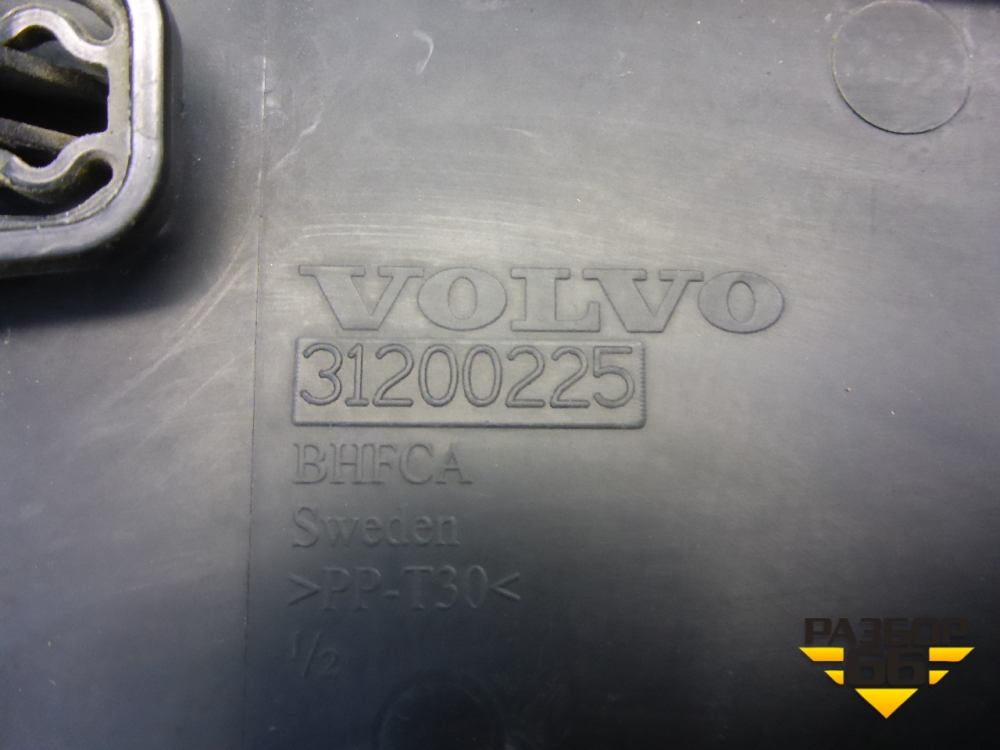 VOLVO
31200225
BHFCA
Sweden
>PP-T30<
1/2
РАЗБОР
66